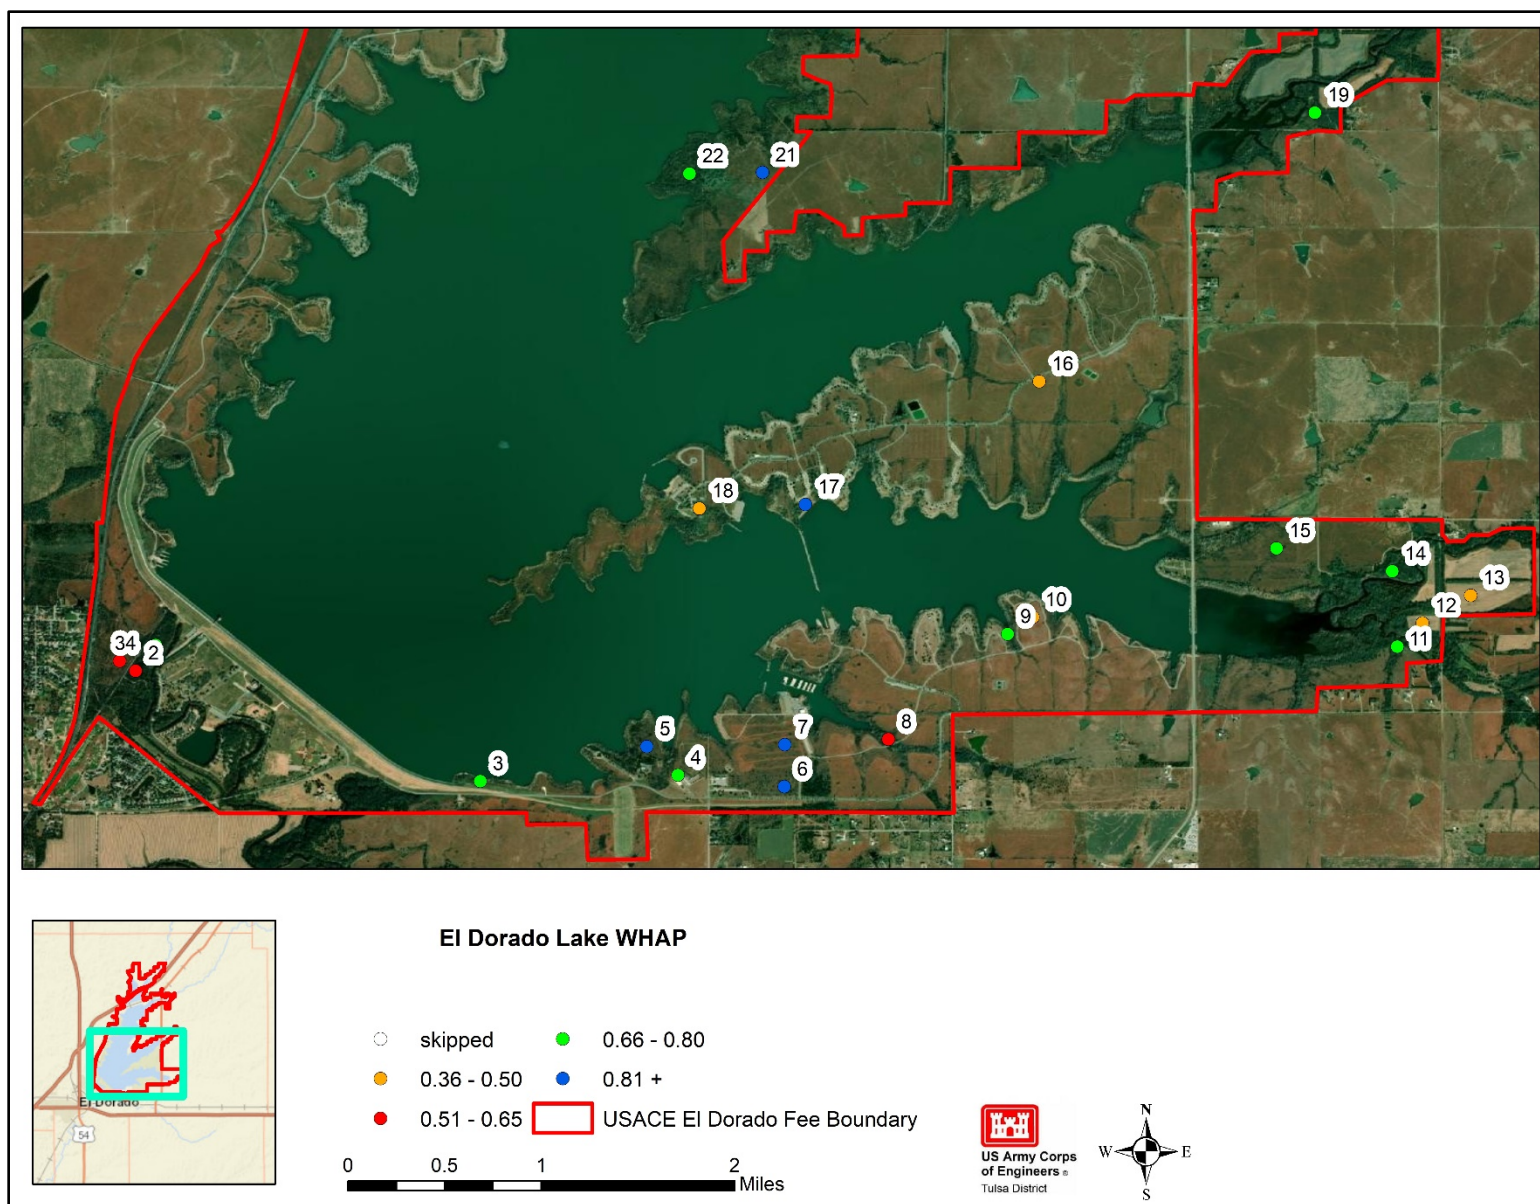 19
22
21
16
18
17
15
14
13
12
11
10
9
34
2
8
7
6
5
4
3
El Dorado Lake WHAP
skipped
0.66 - 0.80
0.36 - 0.50
0.81 +
0.51 - 0.65
USACE El Dorado Fee Boundary
0 0.5 1 2
Miles
El Dorado
54
US Army Corps
of Engineers ®
Tulsa District
N
W E
S